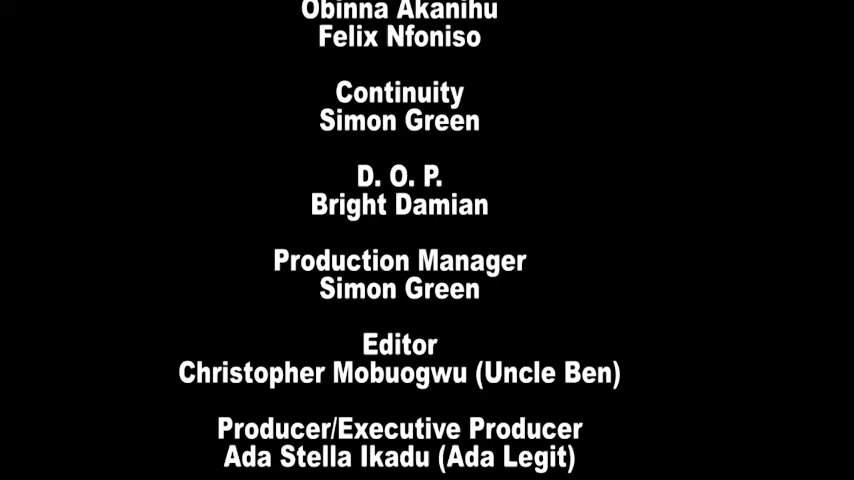 Obinna Akanihu
Felix Nfoniso
Continuity
Simon Green
D. O. P.
Bright Damian
Production Manager
Simon Green
Editor
Christopher Mobuogwu (Uncle Ben)
Producer/Executive Producer
Ada Stella Ikadu (Ada Legit)